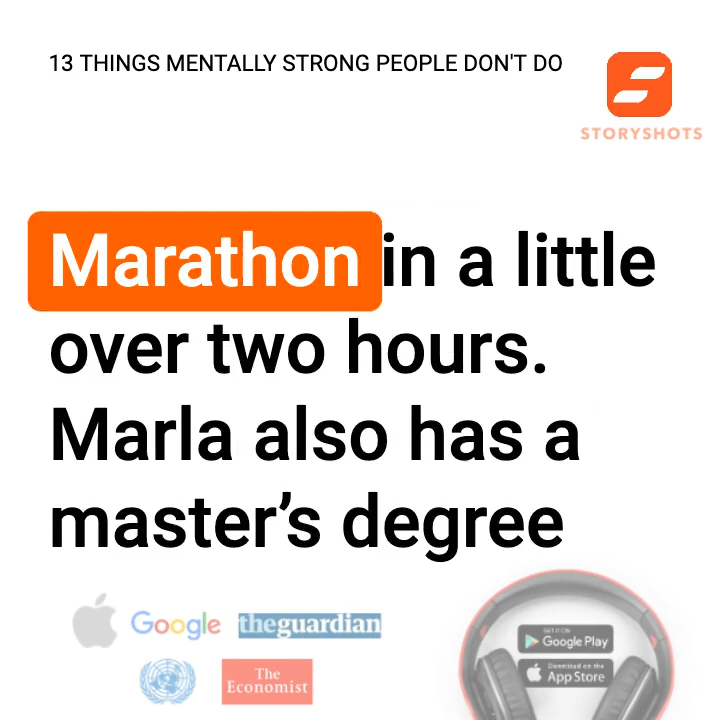 13 THINGS MENTALLY STRONG PEOPLE DON'T DO
STORYSHOTS
Marathon in a little
over two hours.
Marla also has a
master’s degree
Google
theguardian
The
Economist
GET IT ON
Google Play
Download on the
App Store